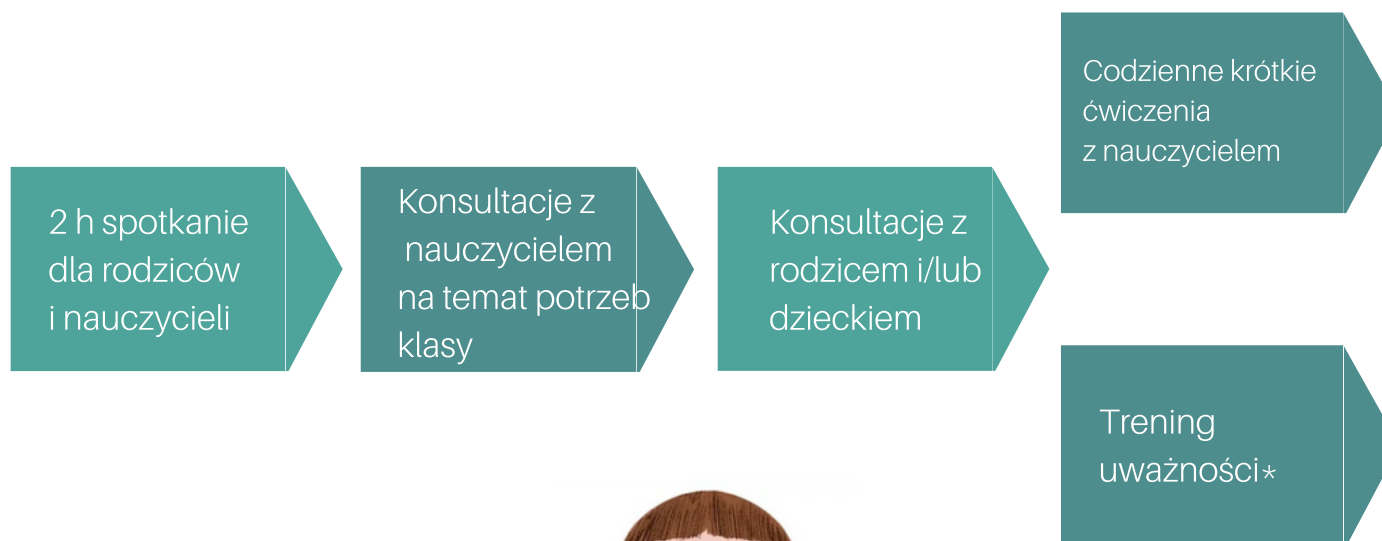 2 h spotkanie
dla rodziców
i nauczycieli
Konsultacje z
nauczycielem
na temat potrzeb
klasy
Konsultacje z
rodzicem i/lub
dzieckiem
Codzienne krótkie
ćwiczenia
z nauczycielem
Trening
uważności*